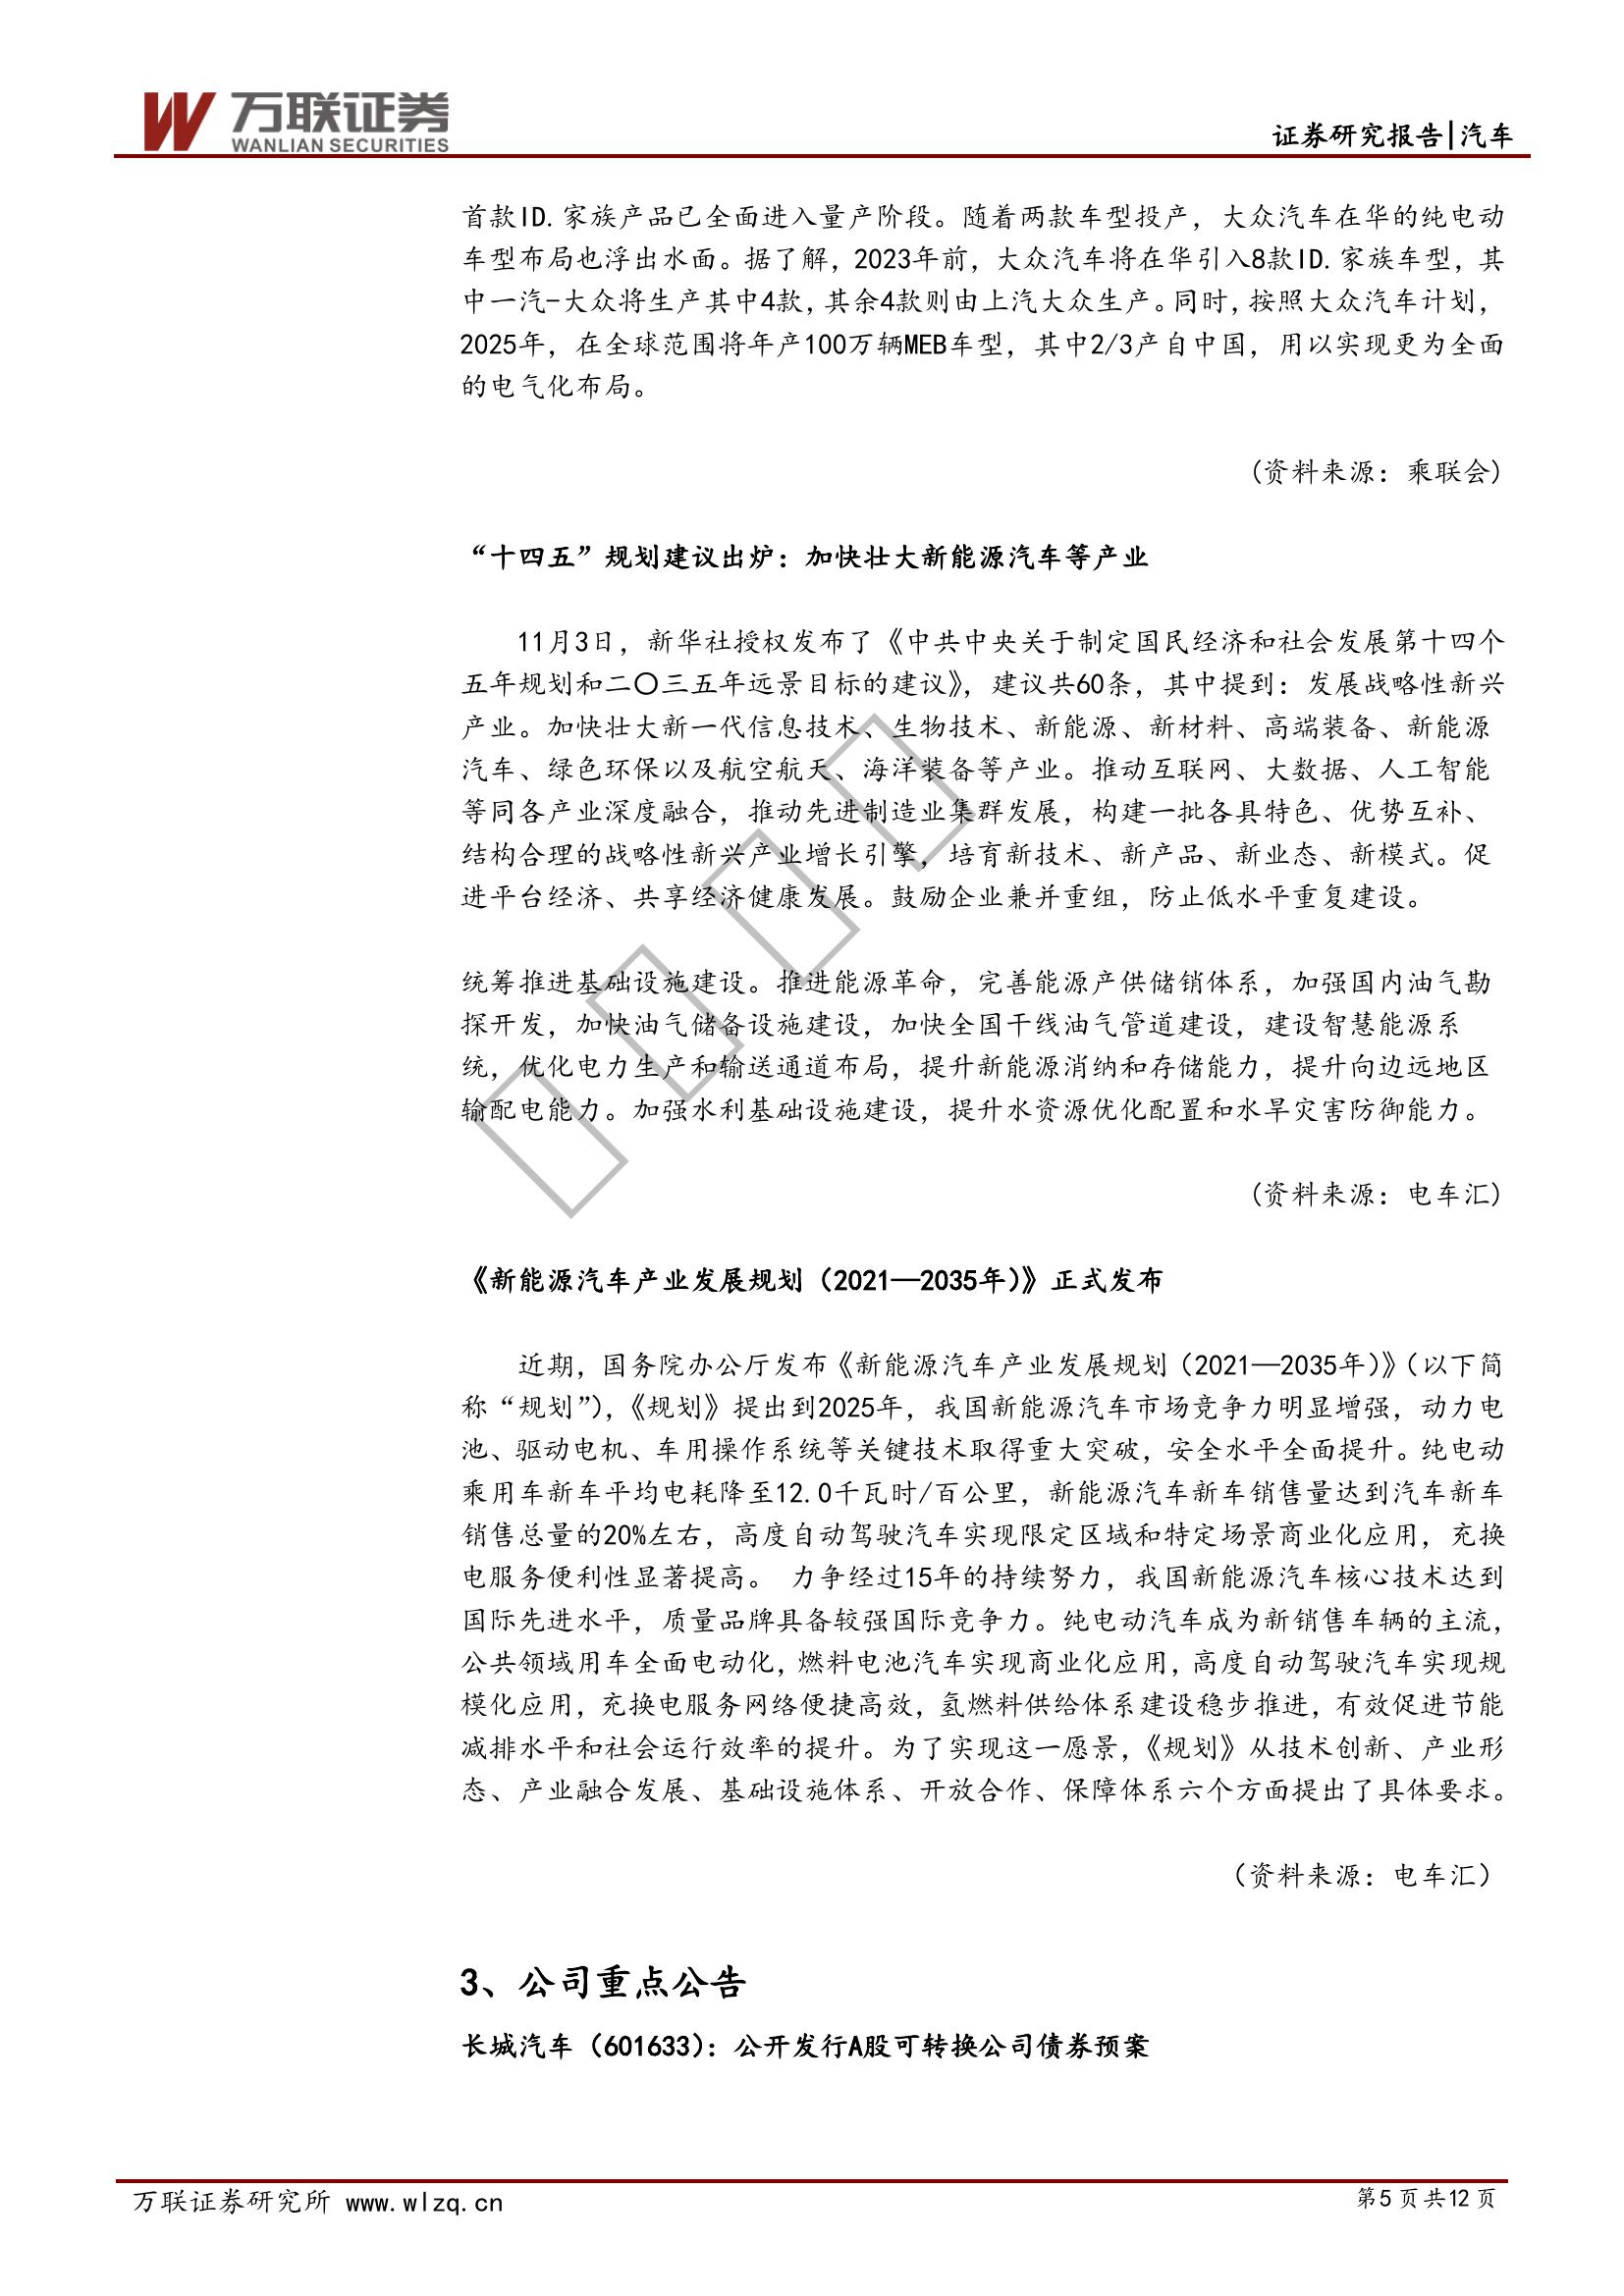 万联证券
WANLIAN SECURITIES
证券研究报告|汽车
首款ID.家族产品已全面进入量产阶段。随着两款车型投产，大众汽车在华的纯电动
车型布局也浮出水面。据了解，2023年前，大众汽车将在华引入8款ID.家族车型，其
中一汽-大众将生产其中4款，其余4款则由上汽大众生产。同时，按照大众汽车计划，
2025年，在全球范围将年产100万辆MEB车型，其中2/3产自中国，用以实现更为全面
的电气化布局。
(资料来源：乘联会)
“十四五”规划建议出炉：加快壮大新能源汽车等产业
11月3日，新华社授权发布了《中共中央关于制定国民经济和社会发展第十四个
五年规划和二〇三五年远景目标的建议》，建议共60条，其中提到：发展战略性新兴
产业。加快壮大新一代信息技术、生物技术、新能源、新材料、高端装备、新能源
汽车、绿色环保以及航空航天、海洋装备等产业。推动互联网、大数据、人工智能
等同各产业深度融合，推动先进制造业集群发展，构建一批各具特色、优势互补、
结构合理的战略性新兴产业增长引擎，培育新技术、新产品、新业态、新模式。促
进平台经济、共享经济健康发展。鼓励企业兼并重组，防止低水平重复建设。
统筹推进基础设施建设。推进能源革命，完善能源产供储销体系，加强国内油气勘
探开发，加快油气储备设施建设，加快全国干线油气管道建设，建设智慧能源系
统，优化电力生产和输送通道布局，提升新能源消纳和存储能力，提升向边远地区
输配电能力。加强水利基础设施建设，提升水资源优化配置和水旱灾害防御能力。
(资料来源：电车汇)
《新能源汽车产业发展规划（2021—2035年）》正式发布
近期，国务院办公厅发布《新能源汽车产业发展规划（2021—2035年）》（以下简
称“规划”），《规划》提出到2025年，我国新能源汽车市场竞争力明显增强，动力电
池、驱动电机、车用操作系统等关键技术取得重大突破，安全水平全面提升。纯电动
乘用车新车平均电耗降至12.0千瓦时/百公里，新能源汽车新车销售量达到汽车新车
销售总量的20%左右，高度自动驾驶汽车实现限定区域和特定场景商业化应用，充换
电服务便利性显著提高。 力争经过15年的持续努力，我国新能源汽车核心技术达到
国际先进水平，质量品牌具备较强国际竞争力。纯电动汽车成为新销售车辆的主流，
公共领域用车全面电动化，燃料电池汽车实现商业化应用，高度自动驾驶汽车实现规
模化应用，充换电服务网络便捷高效，氢燃料供给体系建设稳步推进，有效促进节能
减排水平和社会运行效率的提升。为了实现这一愿景，《规划》从技术创新、产业形
态、产业融合发展、基础设施体系、开放合作、保障体系六个方面提出了具体要求。
（资料来源：电车汇）
3、公司重点公告
长城汽车（601633）：公开发行A股可转换公司债券预案
万联证券研究所 www.wlzq.cn
第5页共12页